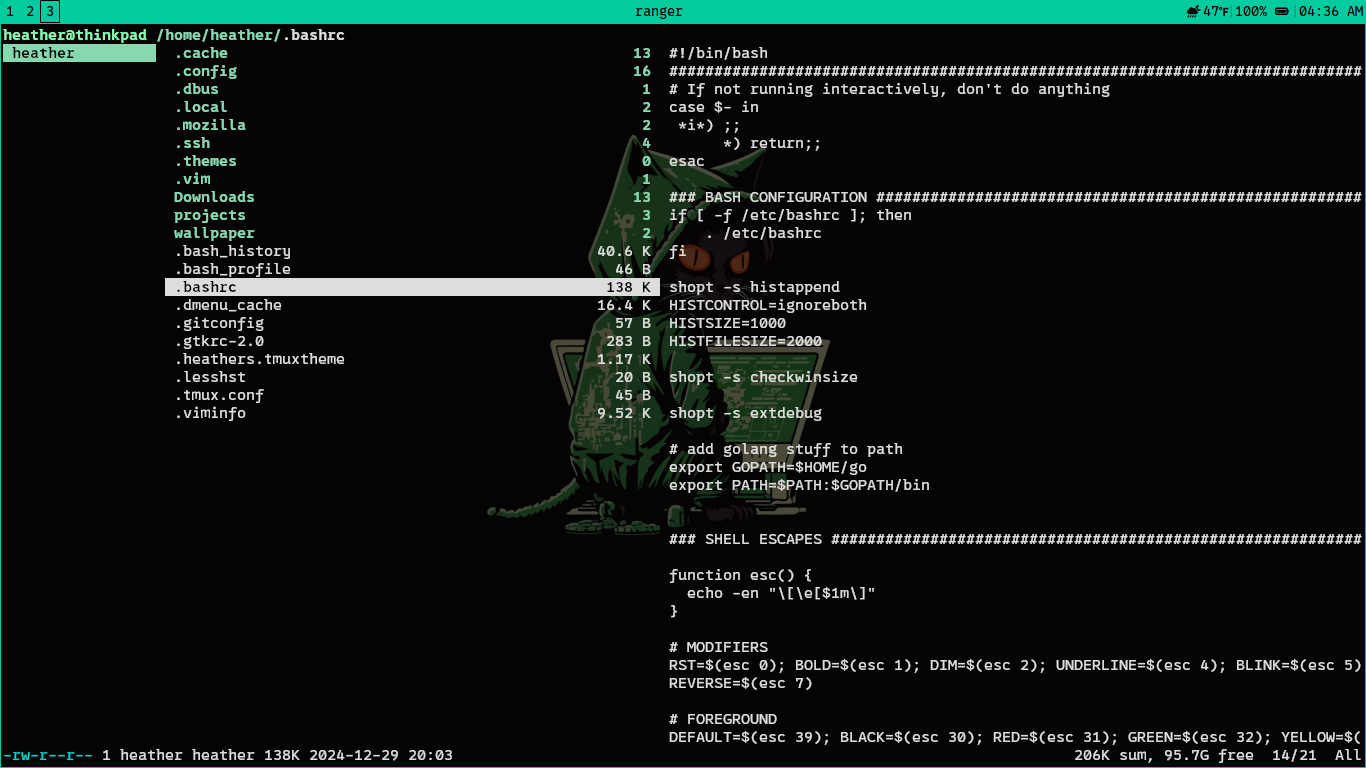 1 2 3 ranger 47°F 100% 04:36 AM
heather@thinkpad /home/heather/.bashrc
heather .cache 13 #!/bin/bash
.config 16 #############################################################################
.dbus 1 # If not running interactively, don't do anything
.local 2 case $- in
.mozilla 2 *i*) ;;
.ssh 4 *) return;;
.themes 0 esac
.vim 1
Downloads 13 ### BASH CONFIGURATION ######################################################
projects 3 if [ -f /etc/bashrc ]; then
wallpaper 2 . /etc/bashrc
.bash_history 40.6 K fi
.bash_profile 46 B
.bashrc 138 K shopt -s histappend
.dmenu_cache 16.4 K HISTCONTROL=ignoreboth
.gitconfig 57 B HISTSIZE=1000
.gtkrc-2.0 283 B HISTFILESIZE=2000
.heathers.tmuxtheme 1.17 K
.lesshst 20 B shopt -s checkwinsize
.tmux.conf 45 B
.viminfo 9.52 K shopt -s extdebug
# add golang stuff to path
export GOPATH=$HOME/go
export PATH=$PATH:$GOPATH/bin
### SHELL ESCAPES ###########################################################
function esc() {
echo -en "\[\e[$1m\]"
}
# MODIFIERS
RST=$(esc 0); BOLD=$(esc 1); DIM=$(esc 2); UNDERLINE=$(esc 4); BLINK=$(esc 5)
REVERSE=$(esc 7)
# FOREGROUND
DEFAULT=$(esc 39); BLACK=$(esc 30); RED=$(esc 31); GREEN=$(esc 32); YELLOW=$(
-rw-r--r-- 1 heather heather 138K 2024-12-29 20:03 206K sum, 95.7G free 14/21 All